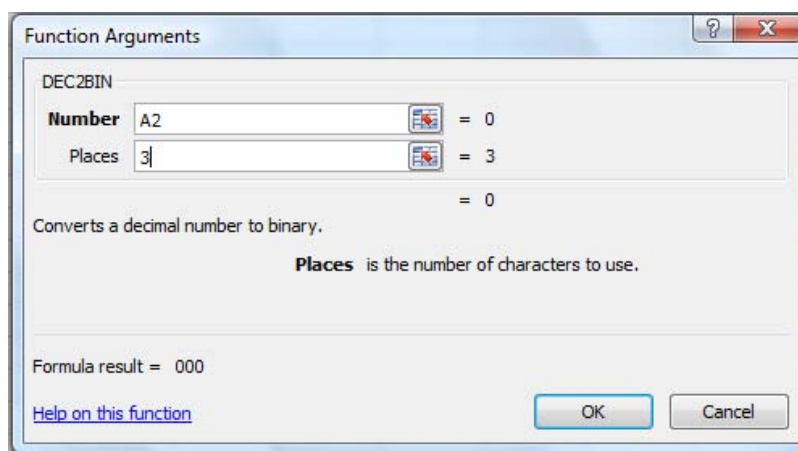 Function Arguments
DEC2BIN
Number A2 = 0
Places 3 = 3
= 0
Converts a decimal number to binary.
Places is the number of characters to use.
Formula result = 000
Help on this function OK Cancel